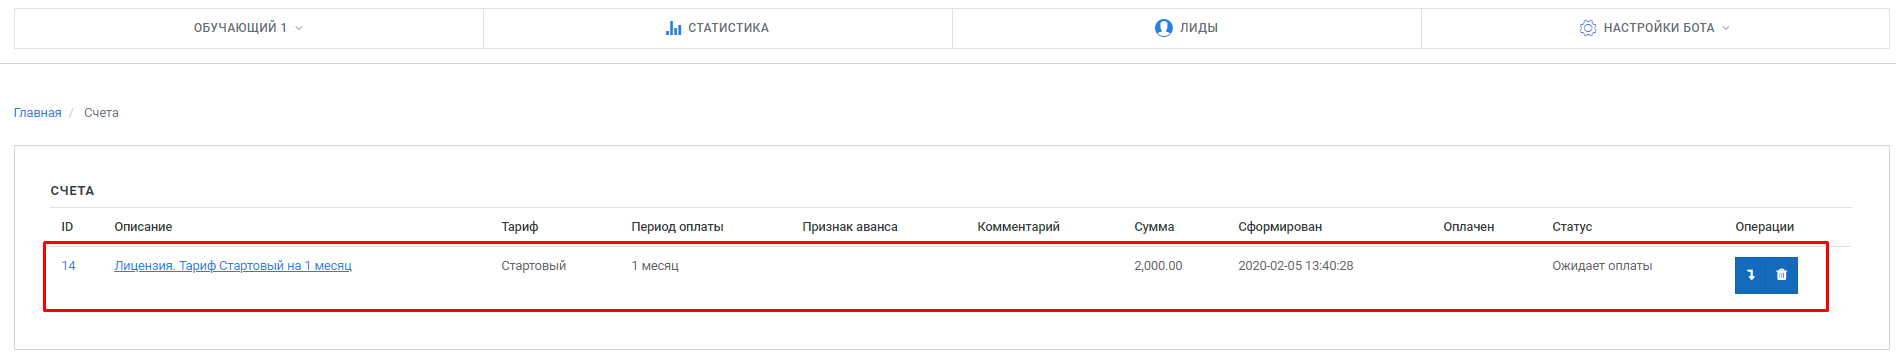 ОБУЧАЮЩИЙ 1 СТАТИСТИКА ЛИДЫ НАСТРОЙКИ БОТА
Главная / Счета
СЧЕТА
ID Описание Тариф Период оплаты Признак аванса Комментарий Сумма Сформирован Оплачен Статус Операции
14 Лицензия. Тариф Стартовый на 1 месяц Стартовый 1 месяц 2,000.00 2020-02-05 13:40:28 Ожидает оплаты